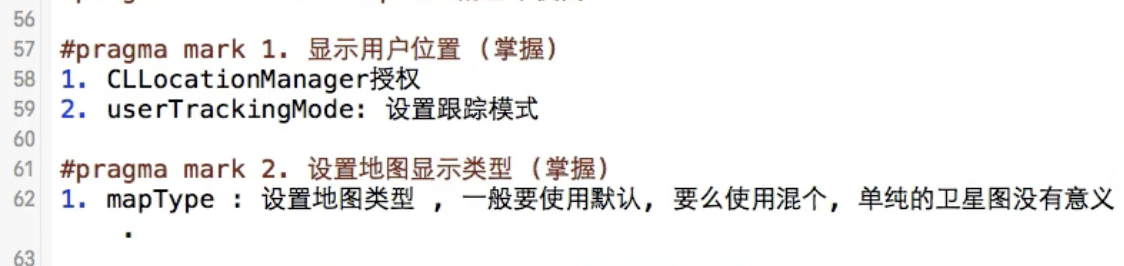 56
57 #pragma mark 1. 显示用户位置 (掌握)
58 1. CLLocationManager授权
59 2. userTrackingMode: 设置跟踪模式
60
61 #pragma mark 2. 设置地图显示类型 (掌握)
62 1. mapType : 设置地图类型 , 一般要使用默认, 要么使用混个, 单纯的卫星图没有意义
.
63